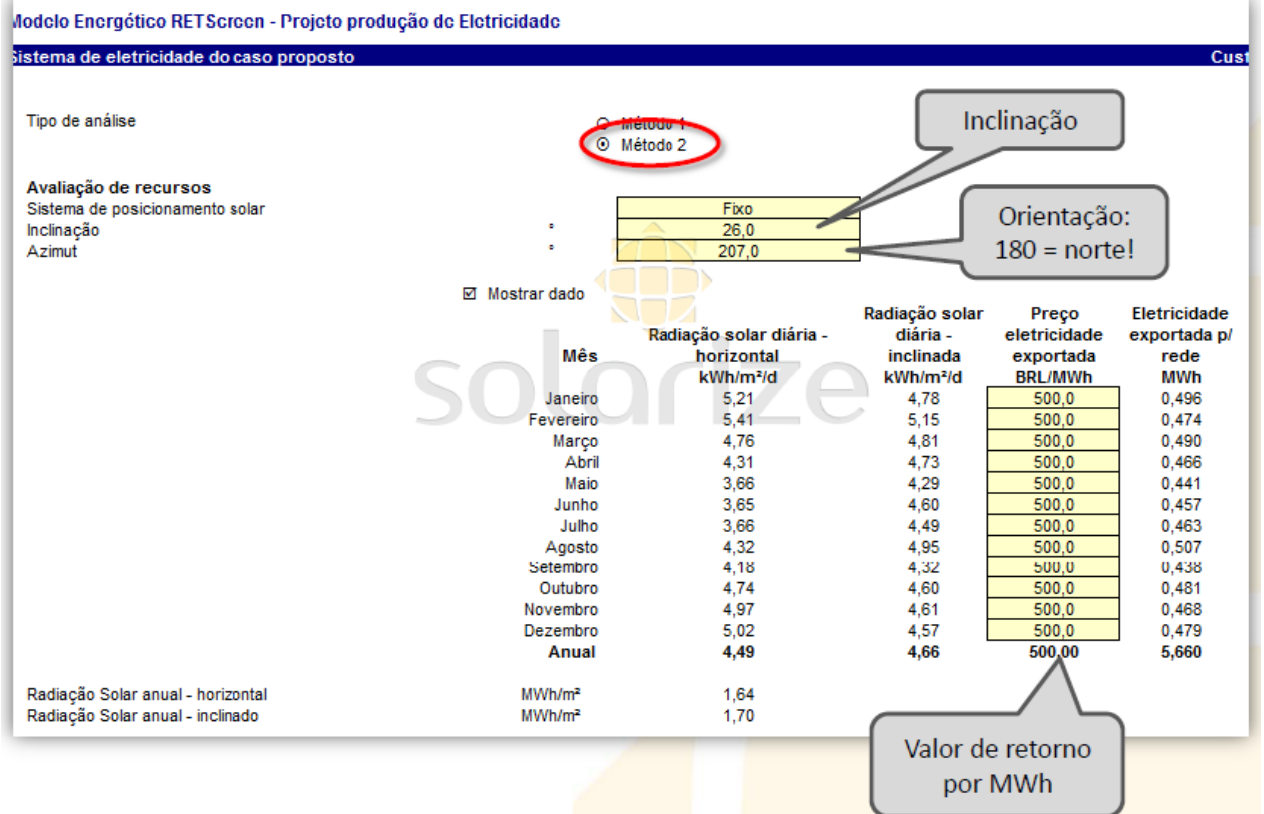 Modelo Energético RETScreen - Projeto produção de Eletricidade
Sistema de eletricidade do caso proposto Cust
Tipo de análise
Método 1
Método 2
Inclinação
Avaliação de recursos
Sistema de posicionamento solar Fixo
Inclinação ° 26,0
Azimut ° 207,0
Orientação:
180 = norte!
Mostrar dado
solarize
Radiação solar Preço Eletricidade
Radiação solar diária - diária - eletricidade exportada p/
Mês horizontal inclinada exportada rede
kWh/m²/d kWh/m²/d BRL/MWh MWh
Janeiro 5,21 4,78 500,0 0,496
Fevereiro 5,41 5,15 500,0 0,474
Março 4,76 4,81 500,0 0,490
Abril 4,31 4,73 500,0 0,466
Maio 3,66 4,29 500,0 0,441
Junho 3,65 4,60 500,0 0,457
Julho 3,66 4,49 500,0 0,463
Agosto 4,32 4,95 500,0 0,507
Setembro 4,18 4,32 500,0 0,438
Outubro 4,74 4,60 500,0 0,481
Novembro 4,97 4,61 500,0 0,468
Dezembro 5,02 4,57 500,0 0,479
Anual 4,49 4,66 500,00 5,660
Radiação Solar anual - horizontal MWh/m² 1,64
Radiação Solar anual - inclinado MWh/m² 1,70
Valor de retorno
por MWh